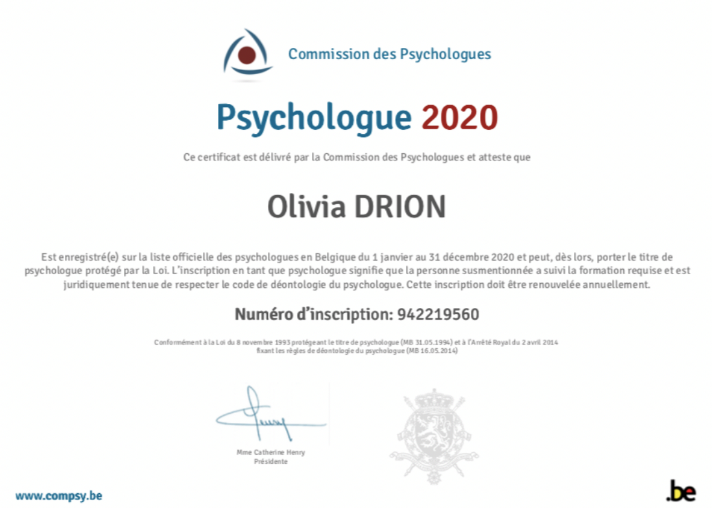 Commission des Psychologues
Psychologue 2020
Ce certificat est délivré par la Commission des Psychologues et atteste que
Olivia DRION
Est enregistré(e) sur la liste officielle des psychologues en Belgique du 1 janvier au 31 décembre 2020 et peut, dès lors, porter le titre de
psychologue protégé par la Loi. L'inscription en tant que psychologue signifie que la personne susmentionnée a suivi la formation requise et est
juridiquement tenue de respecter le code de déontologie du psychologue. Cette inscription doit être renouvelée annuellement.
Numéro d'inscription: 942219560
Conformément à la Loi du 8 novembre 1993 protégeant le titre de psychologue (MB 31.05.1994) et à l'Arrêté Royal du 2 avril 2014
fixant les règles de déontologie du psychologue (MB 16.05.2014)
Mme Catherine Henry
Présidente
www.compsy.be
.be